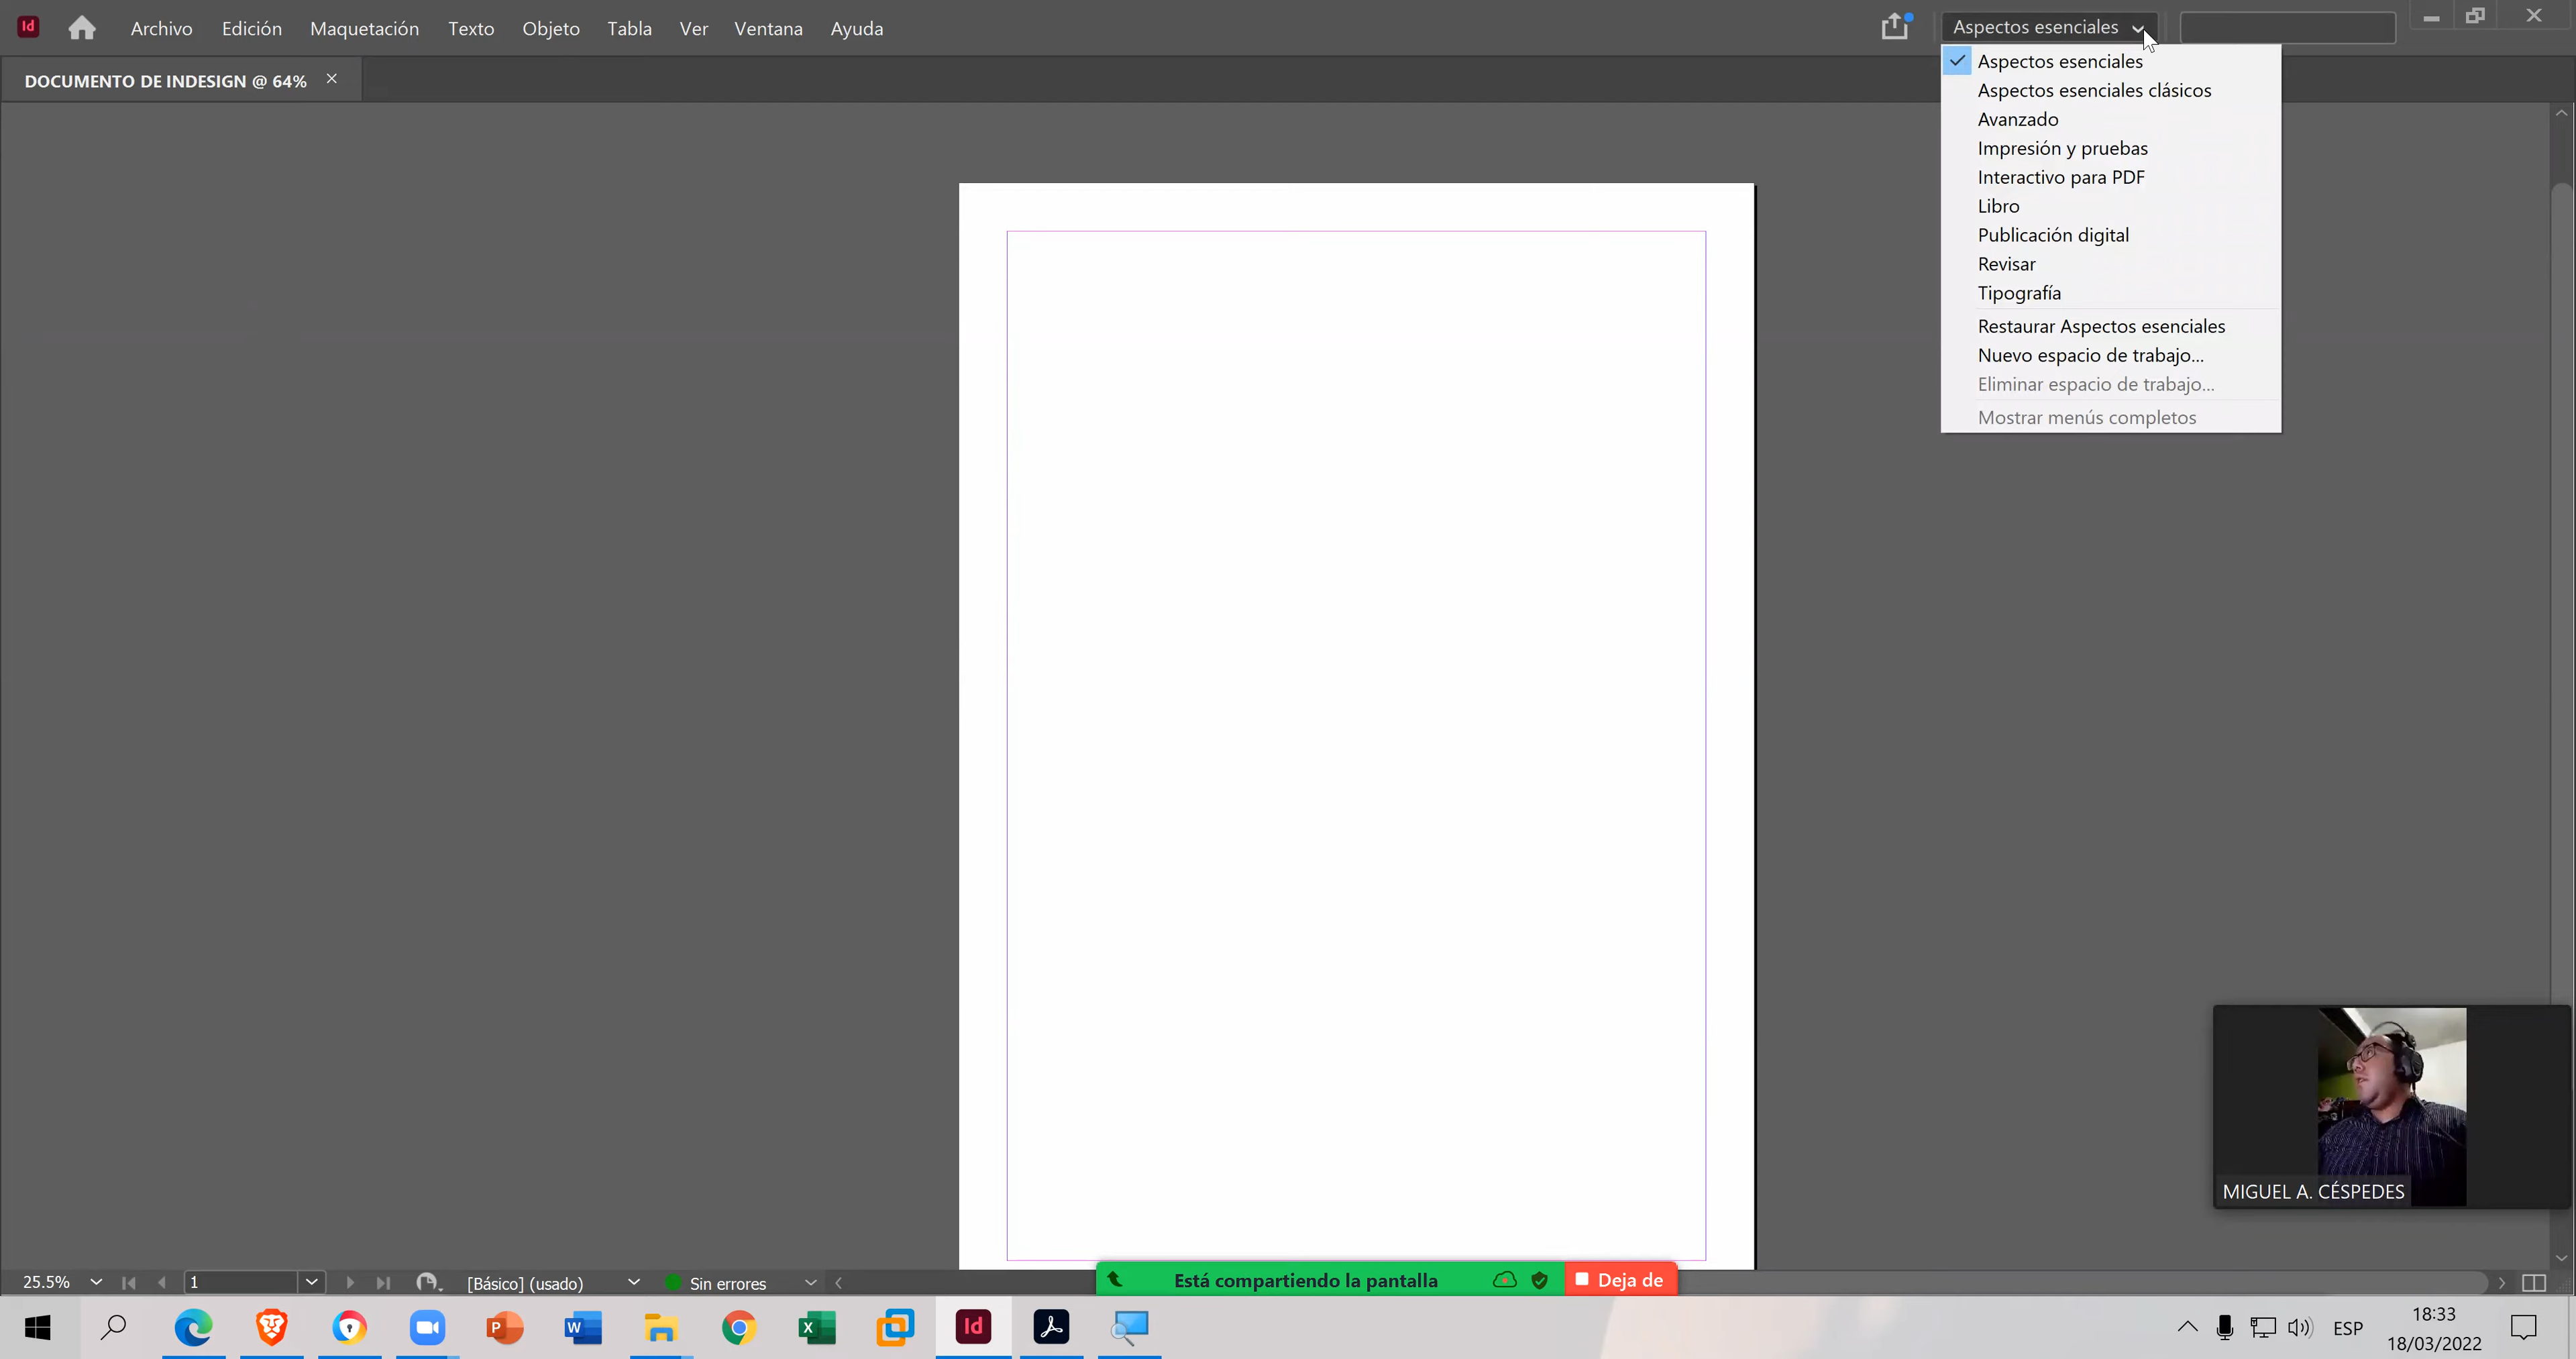 Id
Archivo Edición Maquetación Texto Objeto Tabla Ver Ventana Ayuda
Aspectos esenciales
DOCUMENTO DE INDESIGN @ 64%
Aspectos esenciales
Aspectos esenciales clásicos
Avanzado
Impresión y pruebas
Interactivo para PDF
Libro
Publicación digital
Revisar
Tipografía
Restaurar Aspectos esenciales
Nuevo espacio de trabajo...
Eliminar espacio de trabajo...
Mostrar menús completos
MIGUEL A. CÉSPEDES
25.5% 1 [Básico] (usado) Sin errores
Está compartiendo la pantalla Deja de
P W X Id ESP 18:33
18/03/2022